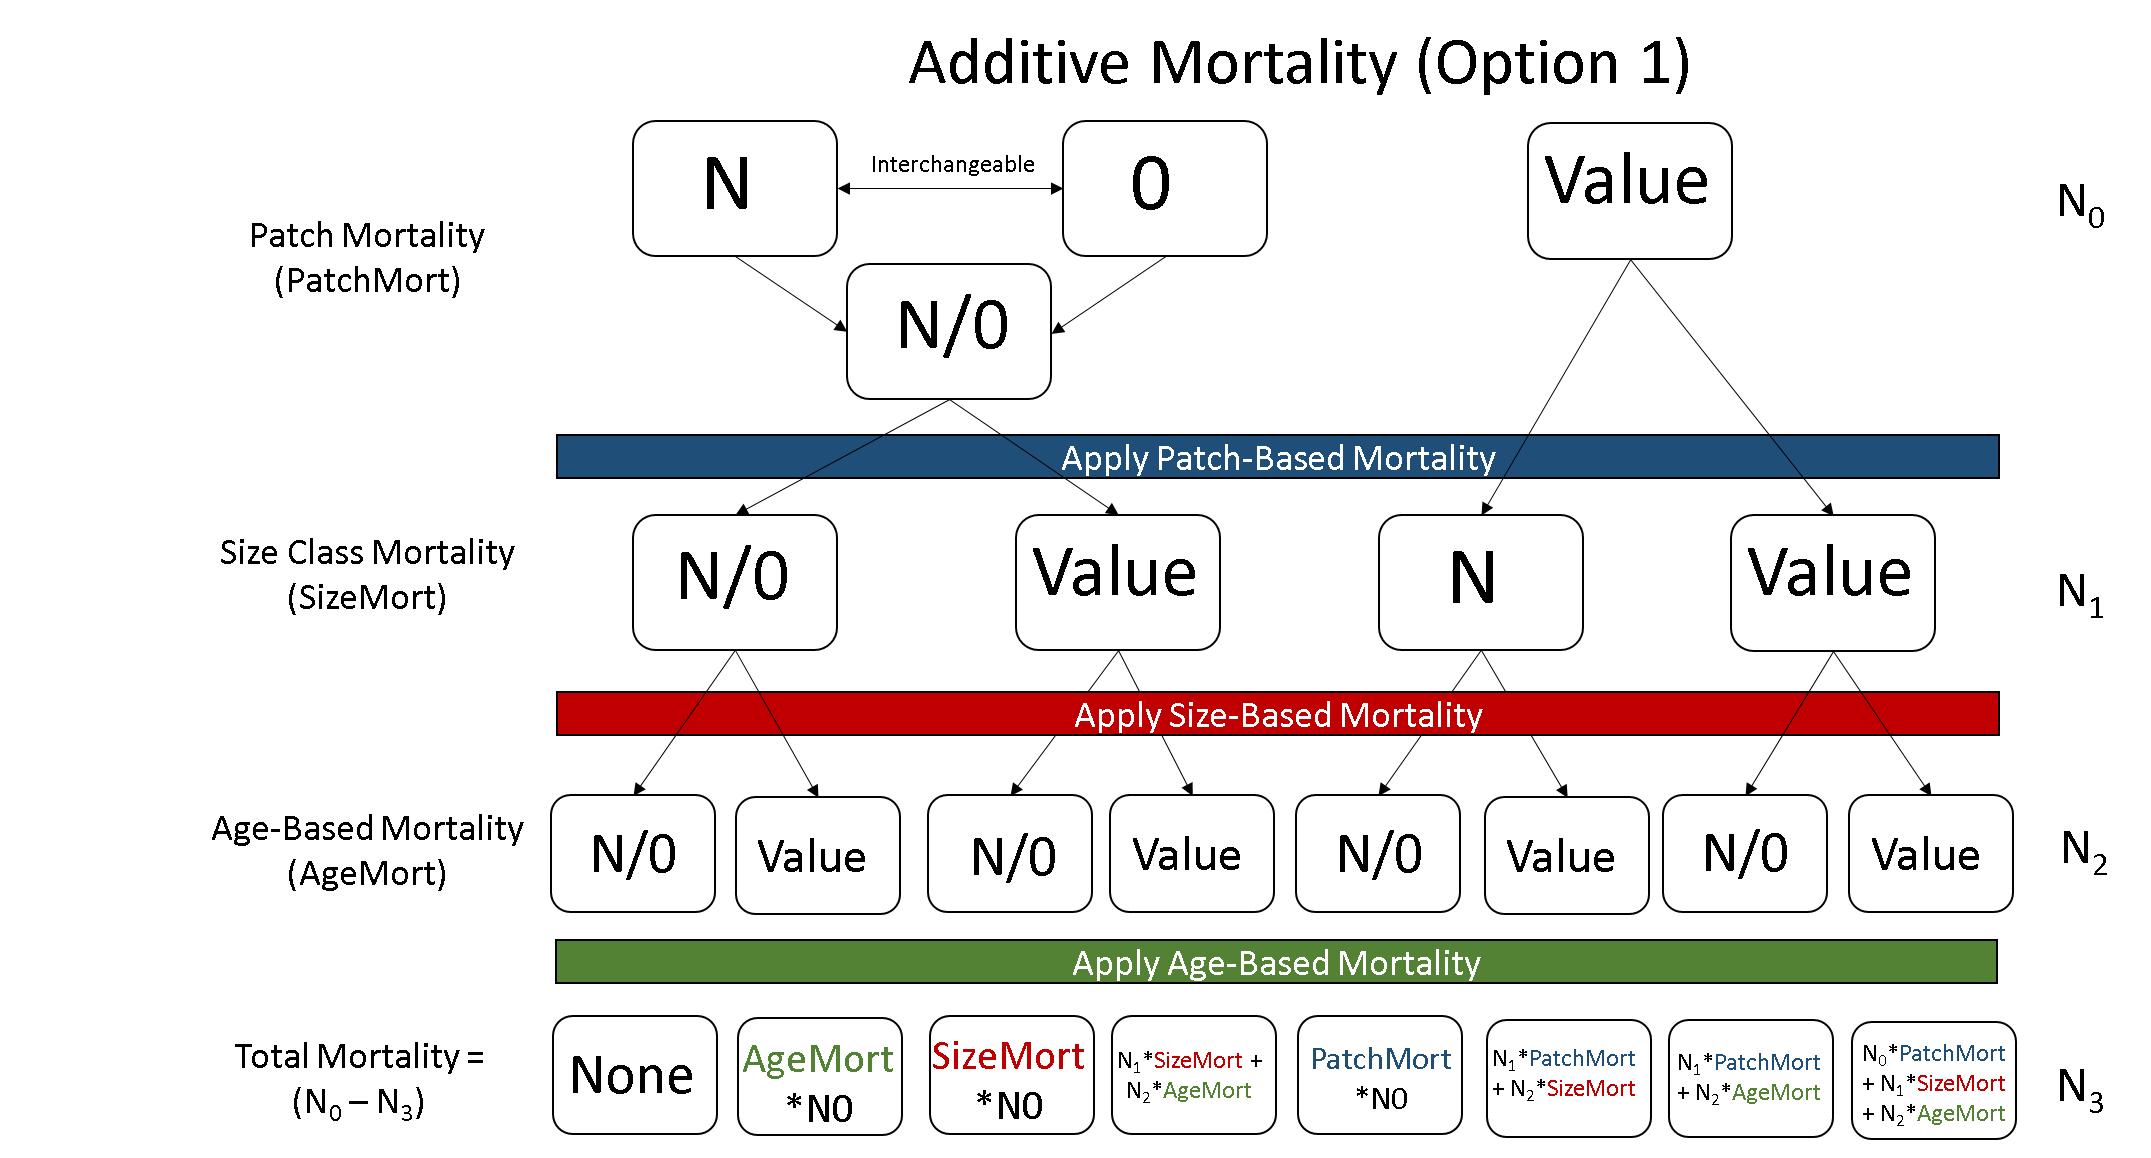 Additive Mortality (Option 1)
N
Interchangeable
0
Value
N₀
Patch Mortality
(PatchMort)
N/0
Apply Patch-Based Mortality
Size Class Mortality
(SizeMort)
N/0
Value
N
Value
N₁
Apply Size-Based Mortality
Age-Based Mortality
(AgeMort)
N/0
Value
N/0
Value
N/0
Value
N/0
Value
N₂
Apply Age-Based Mortality
Total Mortality =
(N₀ – N₃)
None
AgeMort
*N0
SizeMort
*N0
N₁*SizeMort +
N₂*AgeMort
PatchMort
*N0
N₁*PatchMort
+ N₂*SizeMort
N₁*PatchMort
+ N₂*AgeMort
N₀*PatchMort
+ N₁*SizeMort
+ N₂*AgeMort
N₃